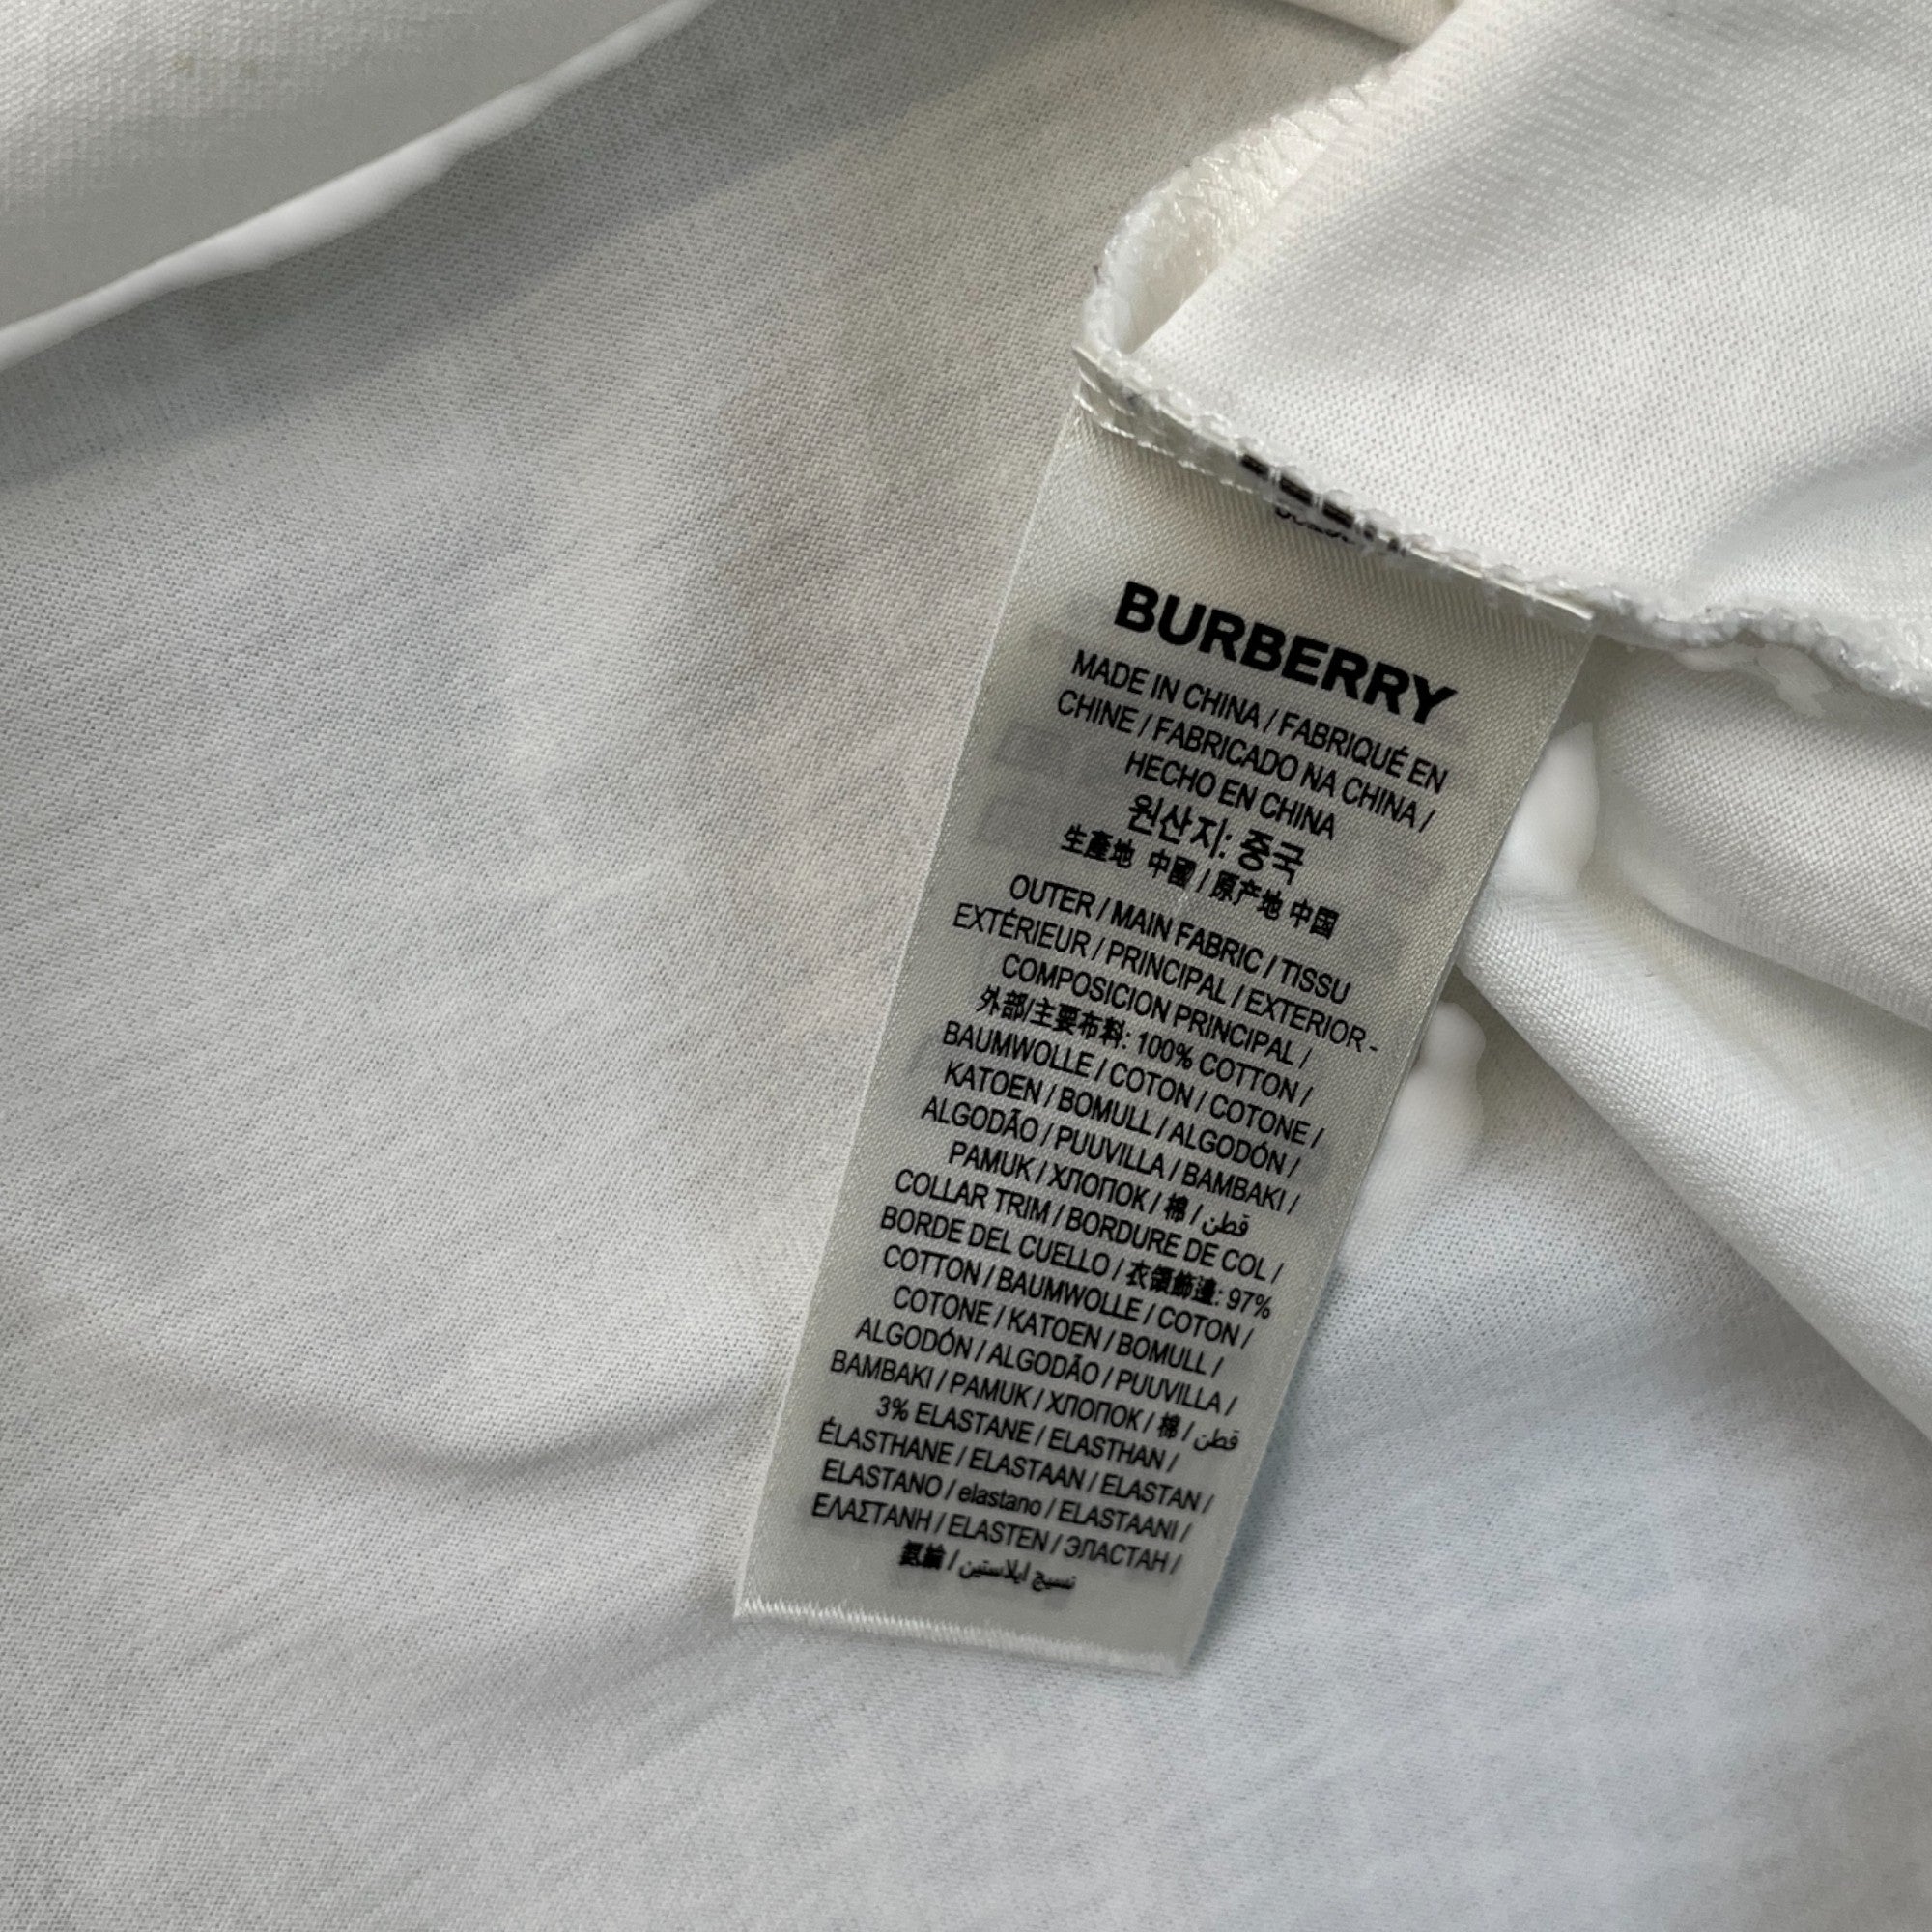 BURBERRY
MADE IN CHINA / FABRIQUÉ EN
CHINE / FABRICADO NA CHINA /
HECHO EN CHINA
원산지: 중국
生產地 中國 / 原产地 中国
OUTER / MAIN FABRIC / TISSU
EXTÉRIEUR / PRINCIPAL / EXTERIOR -
COMPOSICION PRINCIPAL /
外部/主要布料: 100% COTTON /
BAUMWOLLE / COTON / COTONE /
KATOEN / BOMULL / ALGODÓN /
ALGODÃO / PUUVILLA / BAMBAKI /
PAMUK / ХЛОПОК / 棉 / قطن
COLLAR TRIM / BORDURE DE COL /
BORDE DEL CUELLO / 衣領飾邊: 97%
COTTON / BAUMWOLLE / COTON /
COTONE / KATOEN / BOMULL /
ALGODÓN / ALGODÃO / PUUVILLA /
BAMBAKI / PAMUK / ХЛОПОК / 棉 / قطن
3% ELASTANE / ELASTHAN /
ÉLASTHANE / ELASTAAN / ELASTAN /
ELASTANO / elastano / ELASTAANI /
ΕΛΑΣΤΑΝΗ / ELASTEN / ЭЛАСТАН /
氨綸 / نسيج ايلاستين